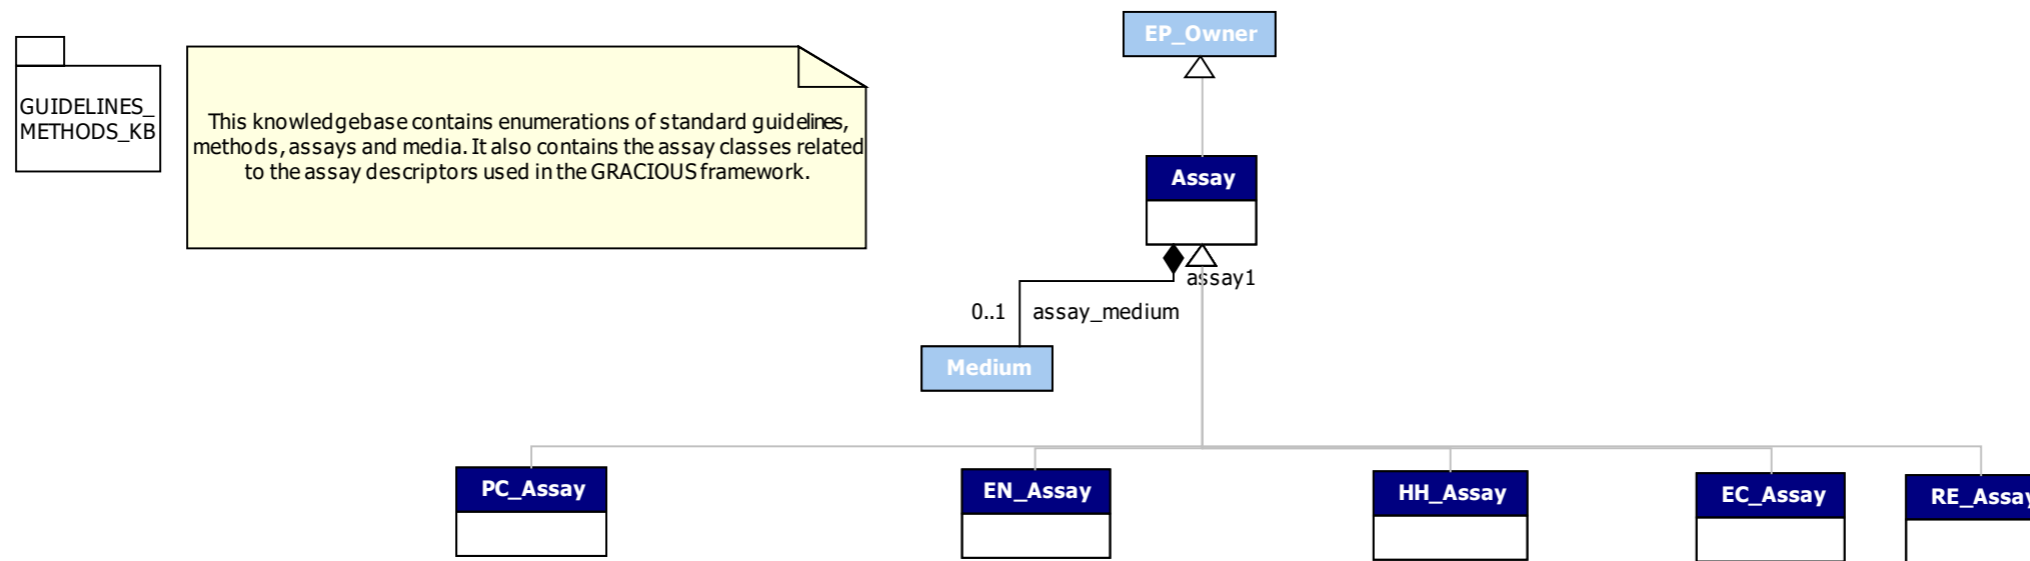 GUIDELINES_
METHODS_KB
This knowledgebase contains enumerations of standard guidelines,
methods, assays and media. It also contains the assay classes related
to the assay descriptors used in the GRACIOUS framework.
EP_Owner
Assay
assay1
0..1
assay_medium
Medium
PC_Assay
EN_Assay
HH_Assay
EC_Assay
RE_Assay